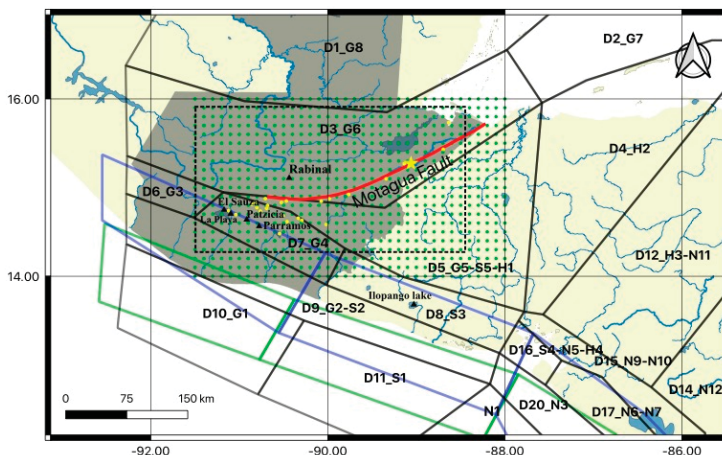 D1_G8
D2_G7
16.00
D3_G6
D4_H2
Rabinal
Motagua Fault
D6_G3
El Sauza
La Playa
Patzicia
Parramos
D7_G4
D12_H3-N11
14.00
D5_G5-S5-H1
Ilopango lake
D10_G1
D9_G2-S2
D8_S3
D16_S4-N5-H4
D15_N9-N10
D11_S1
D14_N12
0 75 150 km
N1
D20_N3
D17_N6-N7
-92.00 -90.00 -88.00 -86.00